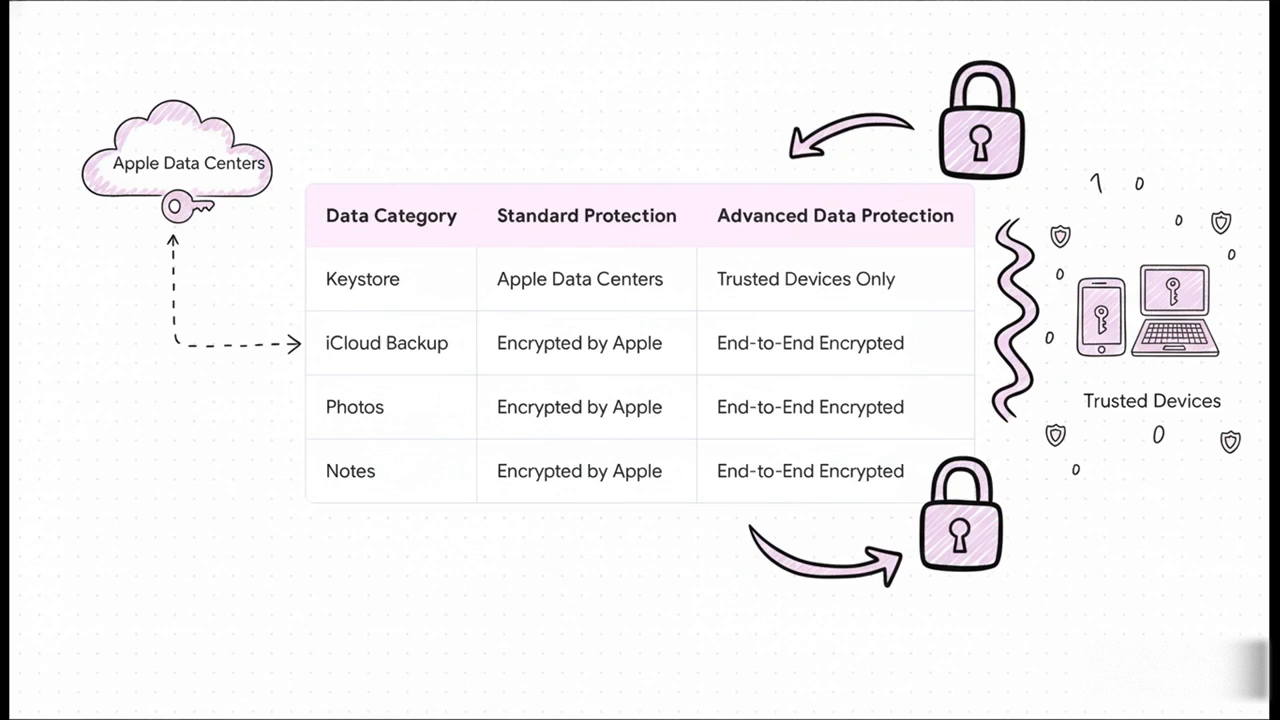 Apple Data Centers
Data Category Standard Protection Advanced Data Protection
Keystore Apple Data Centers Trusted Devices Only
iCloud Backup Encrypted by Apple End-to-End Encrypted
Photos Encrypted by Apple End-to-End Encrypted
Notes Encrypted by Apple End-to-End Encrypted
1 0
0 0
0
0
0
Trusted Devices
0
0